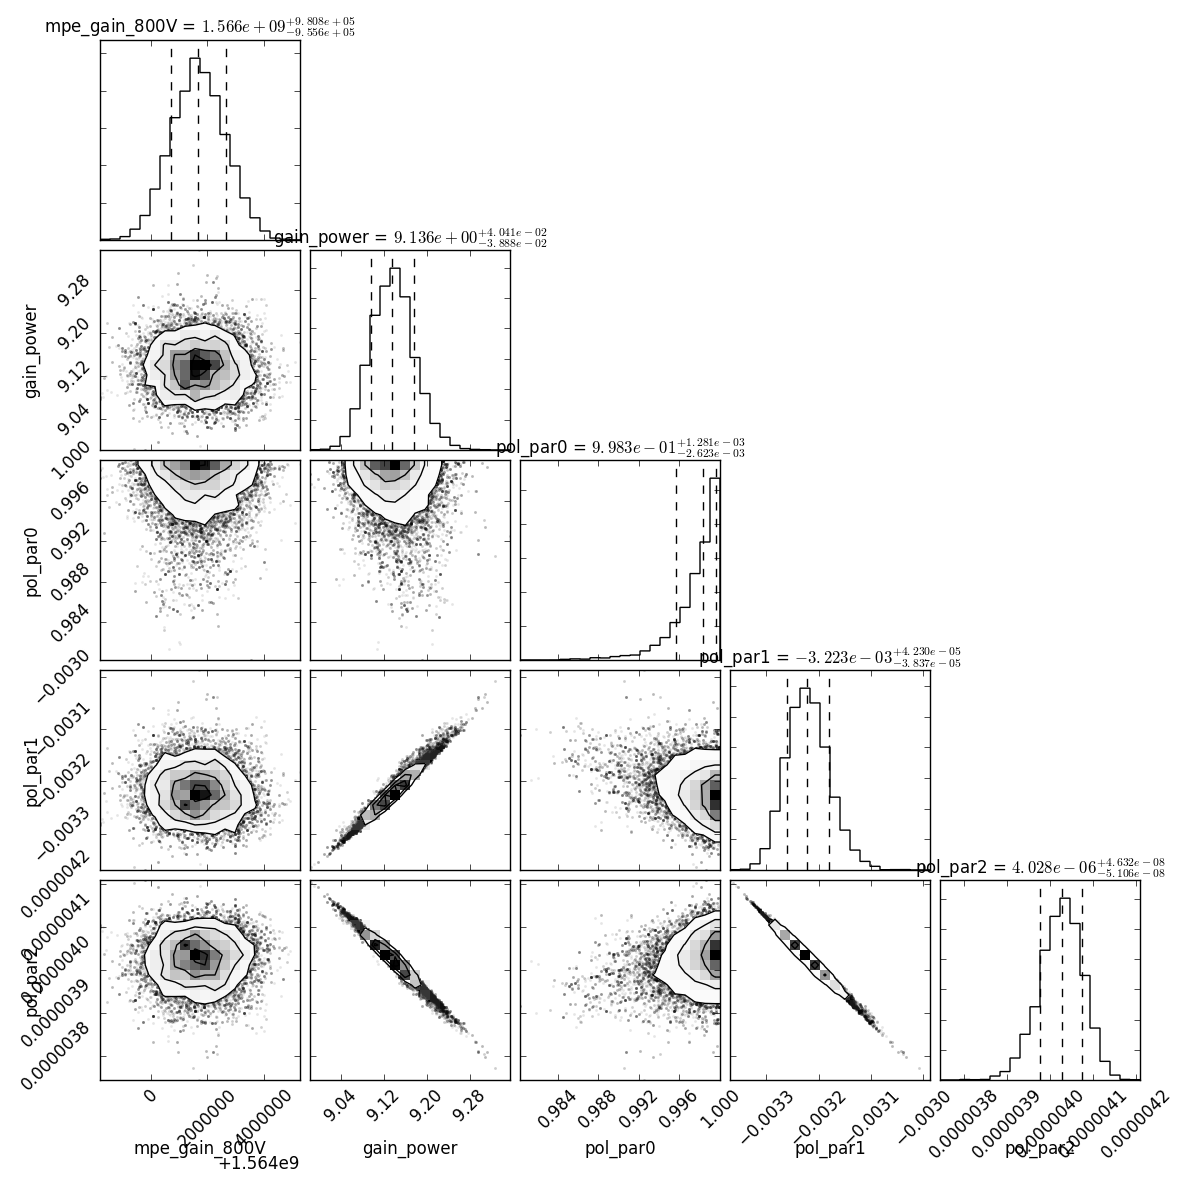 mpe_gain_800V = 1.566e + 09 +9.808e+05 −9.556e+05
gain_power = 9.136e + 00 +4.041e−02 −3.888e−02
gain_power
9.28
9.20
9.12
9.04
pol_par0 = 9.983e − 01 +1.281e−03 −2.623e−03
pol_par0
1.000
0.996
0.992
0.988
0.984
pol_par1 = −3.223e − 03 +4.230e−05 −3.837e−05
pol_par1
−0.0030
−0.0031
−0.0032
−0.0033
pol_par2 = 4.028e − 06 +4.632e−08 −5.106e−08
pol_par2
0.0000042
0.0000041
0.0000040
0.0000039
0.0000038
0 2000000 4000000
9.04 9.12 9.20 9.28
0.984 0.988 0.992 0.996 1.000
−0.0033 −0.0032 −0.0031 −0.0030
0.0000038 0.0000039 0.0000040 0.0000041 0.0000042
mpe_gain_800V gain_power pol_par0 pol_par1 pol_par2
+1.564e9